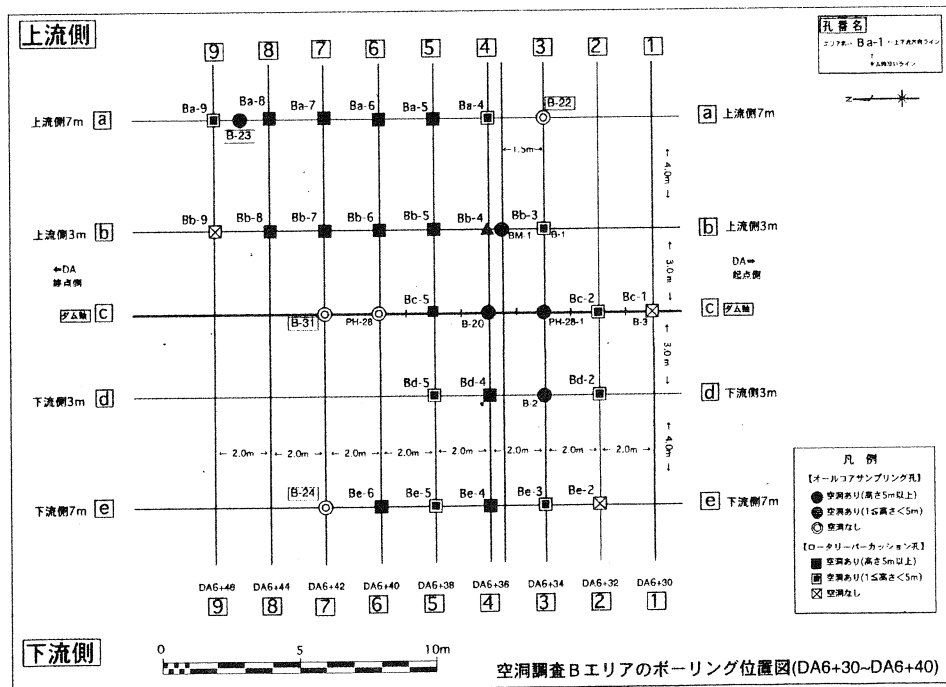 上流側
孔番名
エリア名→ Ba-1 ←上下流方向ライン
↑
ダム軸沿いライン
9 8 7 6 5 4 3 2 1
N
Ba-9 Ba-8 Ba-7 Ba-6 Ba-5 Ba-4 B-22
上流側7m a
a 上流側7m
B-23
1.5m
4.0m
Bb-9 Bb-8 Bb-7 Bb-6 Bb-5 Bb-4 Bb-3
上流側3m b
b 上流側3m
BM-1 B-1
3.0m
←DA
終点側
DA⇒
起点側
Bc-5 Bc-2 Bc-1
ダム軸 c
c ダム軸
B-31 PH-28 B-20 PH-28-1 B-3
3.0m
Bd-5 Bd-4 Bd-2
下流側3m d
d 下流側3m
B-2
4.0m
←2.0m→ ←2.0m→ ←2.0m→ ←2.0m→ ←2.0m→ ←2.0m→ ←2.0m→ ←2.0m→
B-24 Be-6 Be-5 Be-4 Be-3 Be-2
下流側7m e
e 下流側7m
凡例
【オールコアサンプリング孔】
空洞あり(高さ5m以上)
空洞あり(1≦高さ<5m)
空洞なし
【ロータリーパーカッション孔】
空洞あり(高さ5m以上)
空洞あり(1≦高さ<5m)
空洞なし
DA6+46 DA6+44 DA6+42 DA6+40 DA6+38 DA6+36 DA6+34 DA6+32 DA6+30
9 8 7 6 5 4 3 2 1
下流側
0 5 10m
空洞調査Bエリアのボーリング位置図(DA6+30~DA6+40)